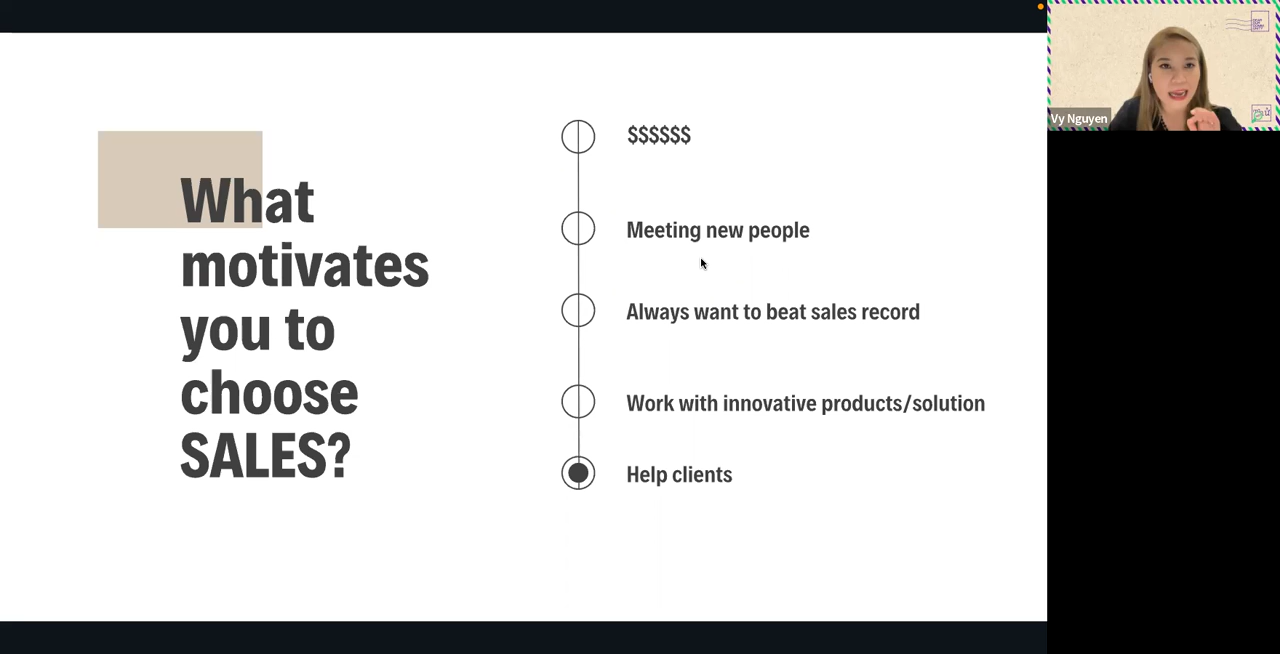 What
motivates
you to
choose
SALES?
$$$$$$
Meeting new people
Always want to beat sales record
Work with innovative products/solution
Help clients
Vy Nguyen